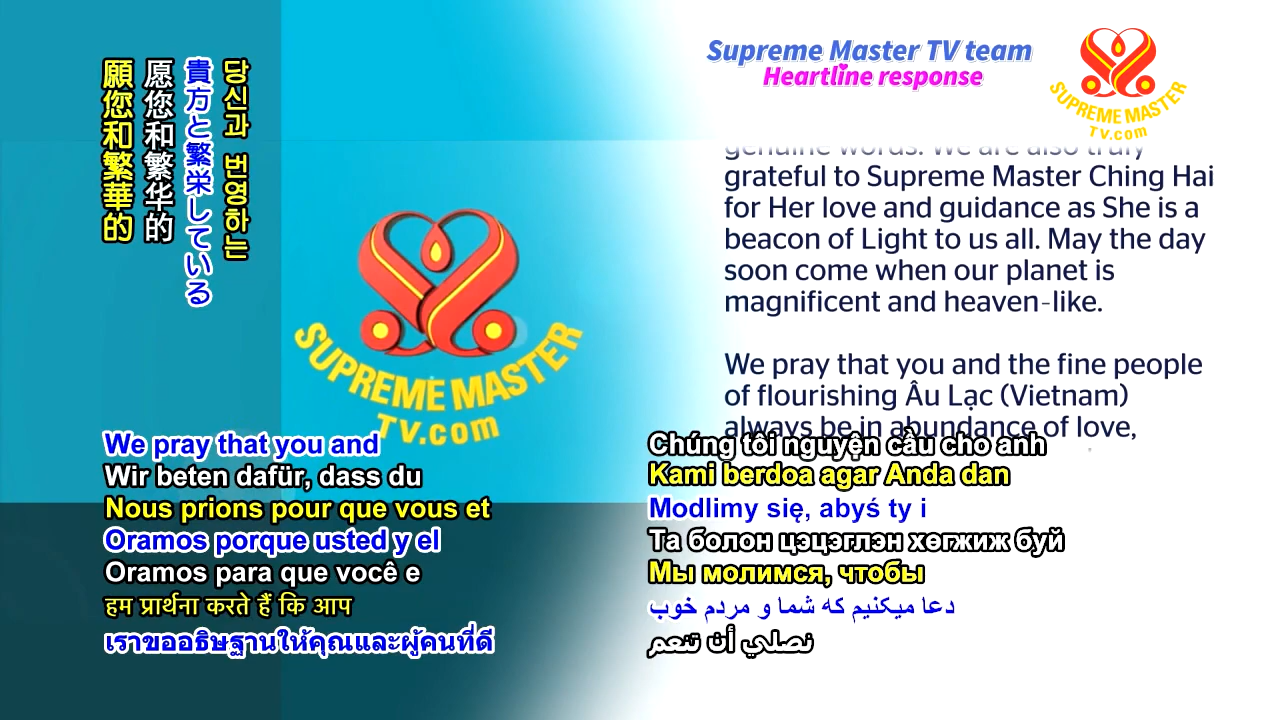 Supreme Master TV team
Heartline response
SUPREME MASTER
TV.com
願您和繁華的
愿您和繁华的
貴方と繁栄している
당신과 번영하는
genuine words. We are also truly
grateful to Supreme Master Ching Hai
for Her love and guidance as She is a
beacon of Light to us all. May the day
soon come when our planet is
magnificent and heaven-like.
We pray that you and the fine people
of flourishing Âu Lạc (Vietnam)
always be in abundance of love,
SUPREME MASTER
TV.com
We pray that you and
Wir beten dafür, dass du
Nous prions pour que vous et
Oramos porque usted y el
Oramos para que você e
हम प्रार्थना करते हैं कि आप
เราขออธิษฐานให้คุณและผู้คนที่ดี
Chúng tôi nguyện cầu cho anh
Kami berdoa agar Anda dan
Modlimy się, abyś ty i
Та болон цэцэглэн хөгжиж буй
Мы молимся, чтобы
دعا میکنیم که شما و مردم خوب
نصلي أن تنعم